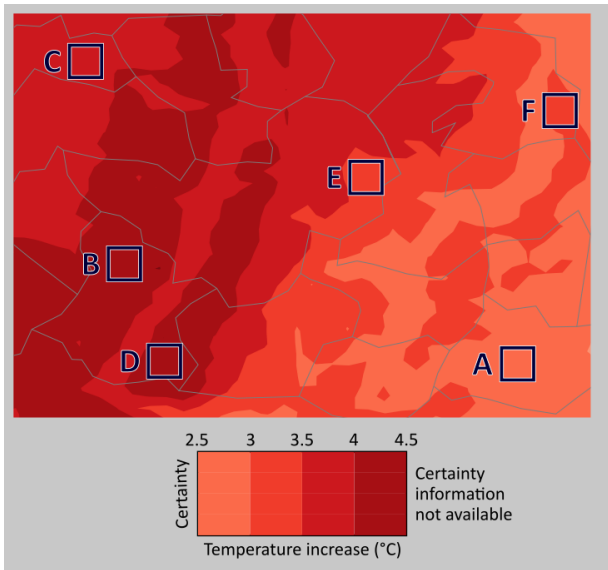 C
F
E
B
D
A
2.5 3 3.5 4 4.5
Certainty
Certainty
information
not available
Temperature increase (°C)